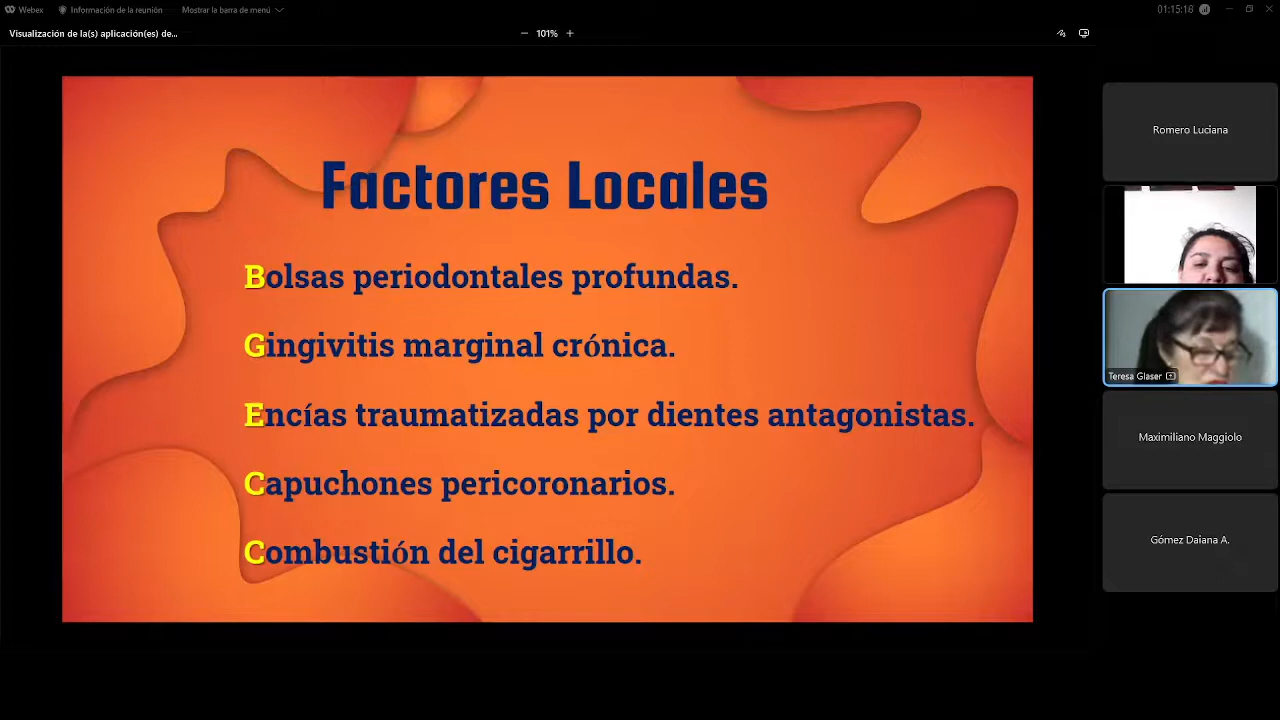 Webex
Información de la reunión
Mostrar la barra de menú
01:15:18
Visualización de la(s) aplicación(es) de...
101%
Factores Locales
Bolsas periodontales profundas.
Gingivitis marginal crónica.
Encías traumatizadas por dientes antagonistas.
Capuchones pericoronarios.
Combustión del cigarrillo.
Romero Luciana
Teresa Glaser
Maximiliano Maggiolo
Gómez Daiana A.